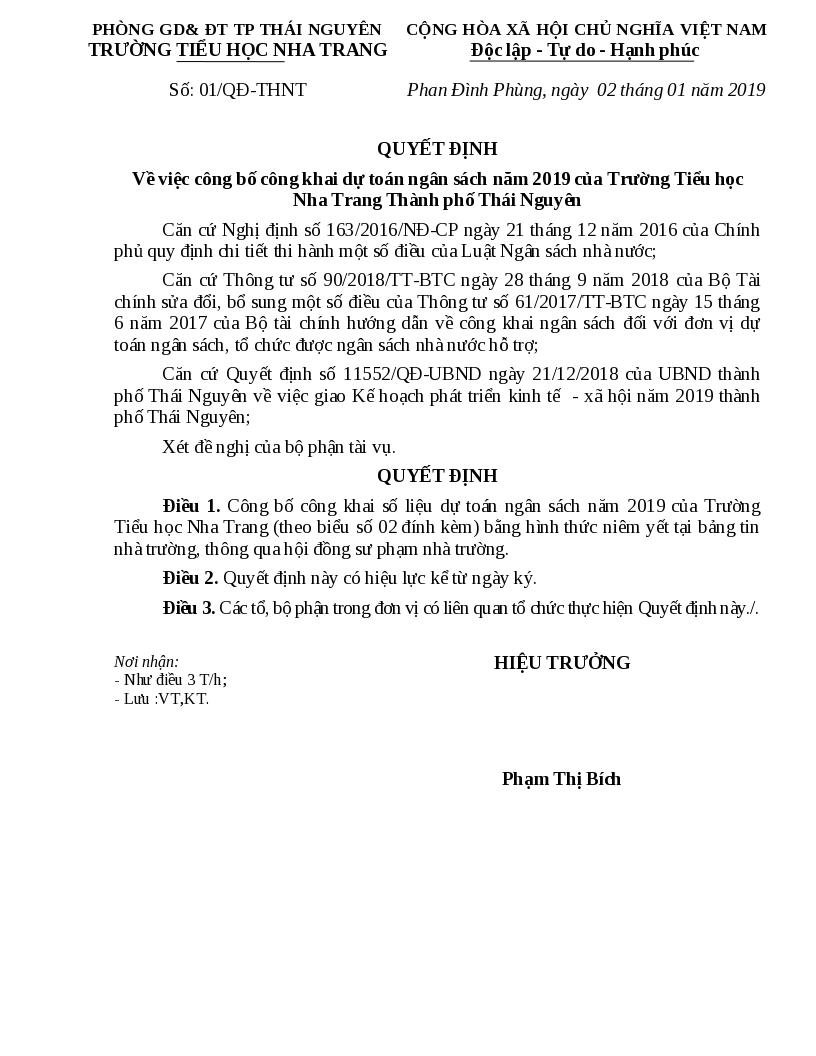 PHÒNG GD& ĐT TP THÁI NGUYÊN
TRƯỜNG TIỂU HỌC NHA TRANG
CỘNG HÒA XÃ HỘI CHỦ NGHĨA VIỆT NAM
Độc lập - Tự do - Hạnh phúc
Số: 01/QĐ-THNT
Phan Đình Phùng, ngày 02 tháng 01 năm 2019
QUYẾT ĐỊNH
Về việc công bố công khai dự toán ngân sách năm 2019 của Trường Tiểu học
Nha Trang Thành phố Thái Nguyên
Căn cứ Nghị định số 163/2016/NĐ-CP ngày 21 tháng 12 năm 2016 của Chính
phủ quy định chi tiết thi hành một số điều của Luật Ngân sách nhà nước;
Căn cứ Thông tư số 90/2018/TT-BTC ngày 28 tháng 9 năm 2018 của Bộ Tài
chính sửa đổi, bổ sung một số điều của Thông tư số 61/2017/TT-BTC ngày 15 tháng
6 năm 2017 của Bộ tài chính hướng dẫn về công khai ngân sách đối với đơn vị dự
toán ngân sách, tổ chức được ngân sách nhà nước hỗ trợ;
Căn cứ Quyết định số 11552/QĐ-UBND ngày 21/12/2018 của UBND thành
phố Thái Nguyên về việc giao Kế hoạch phát triển kinh tế - xã hội năm 2019 thành
phố Thái Nguyên;
Xét đề nghị của bộ phận tài vụ.
QUYẾT ĐỊNH
Điều 1. Công bố công khai số liệu dự toán ngân sách năm 2019 của Trường
Tiểu học Nha Trang (theo biểu số 02 đính kèm) bằng hình thức niêm yết tại bảng tin
nhà trường, thông qua hội đồng sư phạm nhà trường.
Điều 2. Quyết định này có hiệu lực kể từ ngày ký.
Điều 3. Các tổ, bộ phận trong đơn vị có liên quan tổ chức thực hiện Quyết định này./.
Nơi nhận:
- Như điều 3 T/h;
- Lưu :VT,KT.
HIỆU TRƯỞNG
Phạm Thị Bích